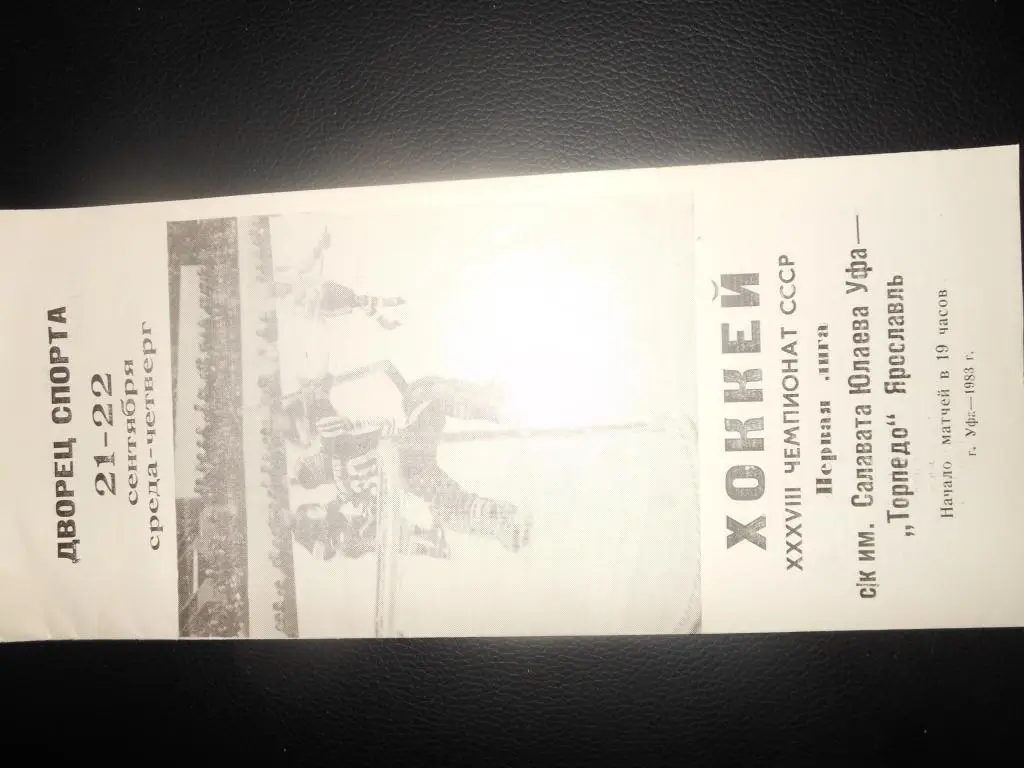 ДВОРЕЦ СПОРТА
21-22
сентября
среда-четверг
ХОККЕЙ
XXXVIII ЧЕМПИОНАТ СССР
Первая лига
с/к им. Салавата Юлаева Уфа—
„Торпедо“ Ярославль
Начало матчей в 19 часов
г. Уфа—1983 г.